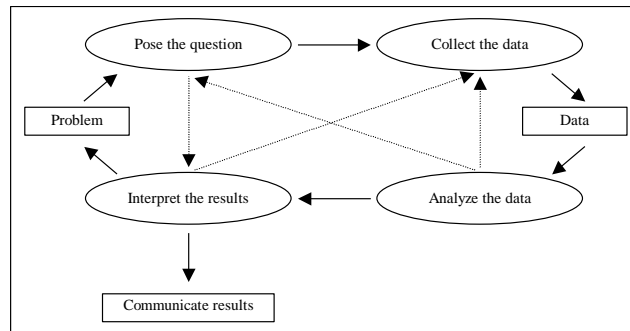 Pose the question
Collect the data
Problem
Data
Interpret the results
Analyze the data
Communicate results